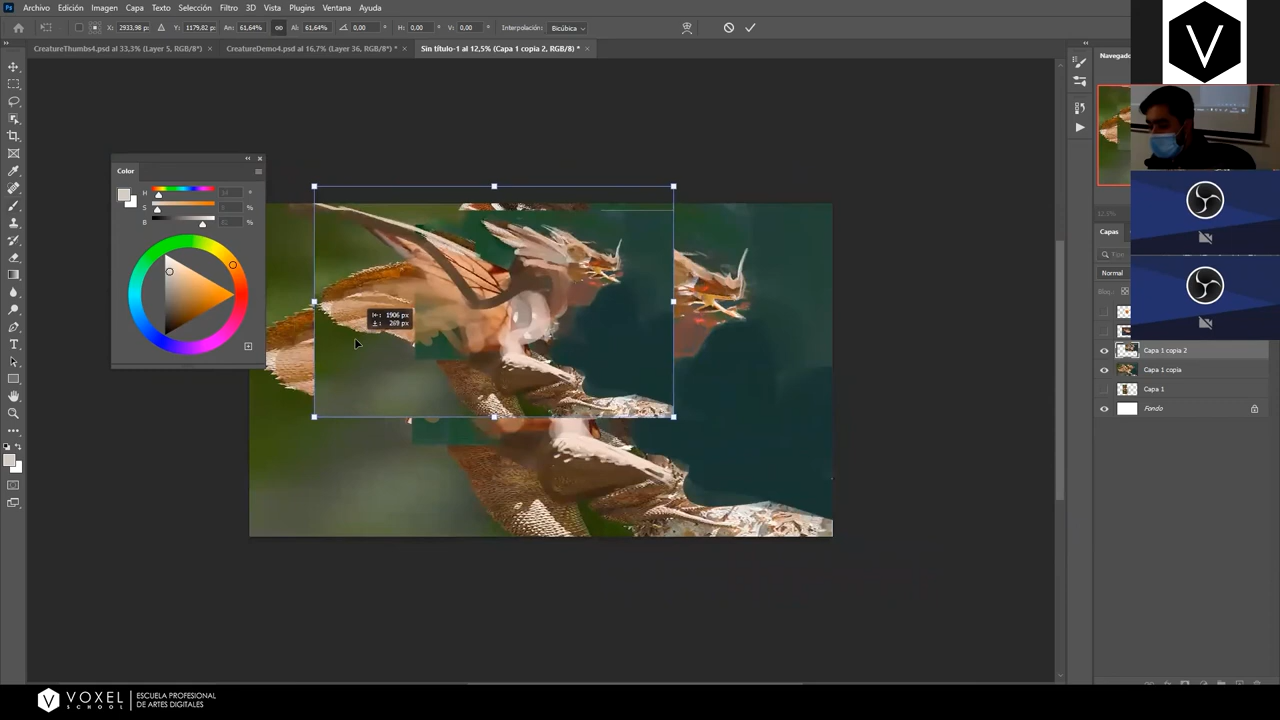 Ps Archivo Edición Imagen Capa Texto Selección Filtro 3D Vista Plugins Ventana Ayuda
X: 2933,98 px Y: 1179,82 px An: 61,64% Al: 61,64% 0,00 H: 0,00 V: 0,00 Interpolación: Bicúbica
CreatureThumbs4.psd al 33,3% (Layer 5, RGB/8*) × CreatureDemo4.psd al 16,7% (Layer 36, RGB/8*) * × Sin título-1 al 12,5% (Capa 1 copia 2, RGB/8) * ×
Navegador
V
Color
H °
S %
B %
12,5%
Capas
Normal
Bloq.:
1906 px
269 px
Capa 1 copia 2
Capa 1 copia
Capa 1
Fondo
VOXEL SCHOOL
ESCUELA PROFESIONAL
DE ARTES DIGITALES